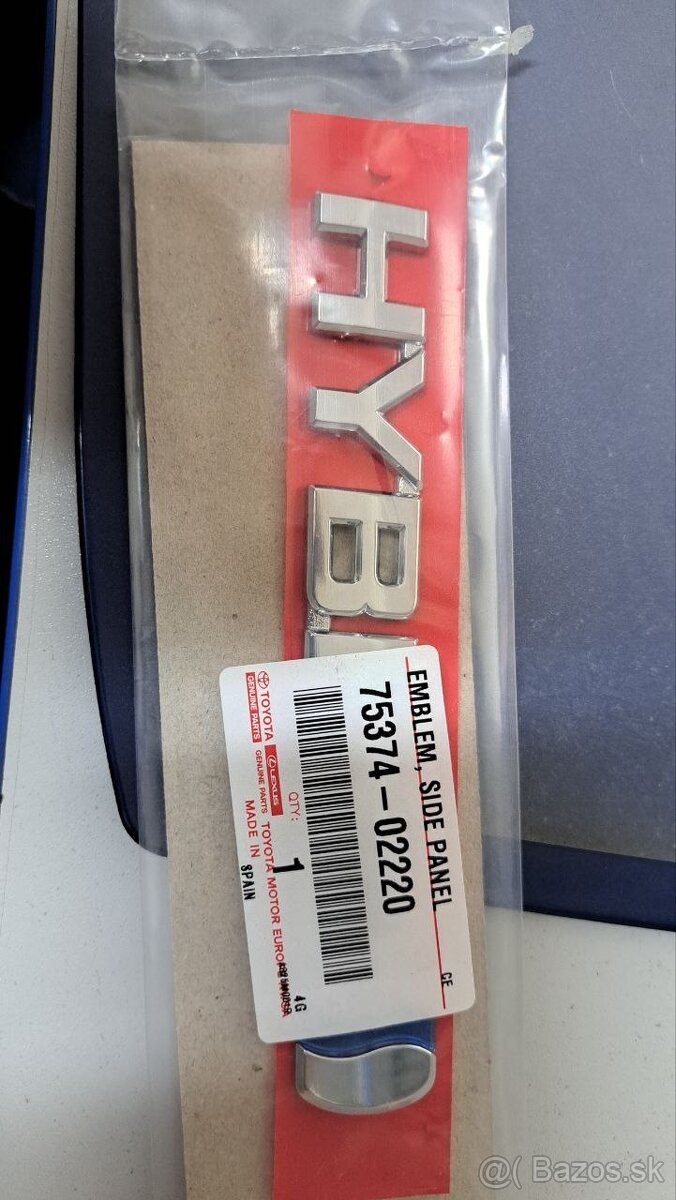 HYB
EMBLEM, SIDE PANEL
75374-02220
CE
QTY:
1
4G
TOYOTA
GENUINE PARTS
LEXUS
GENUINE PARTS
TOYOTA MOTOR EUROPE
MADE IN
SPAIN
@( Bazos.sk